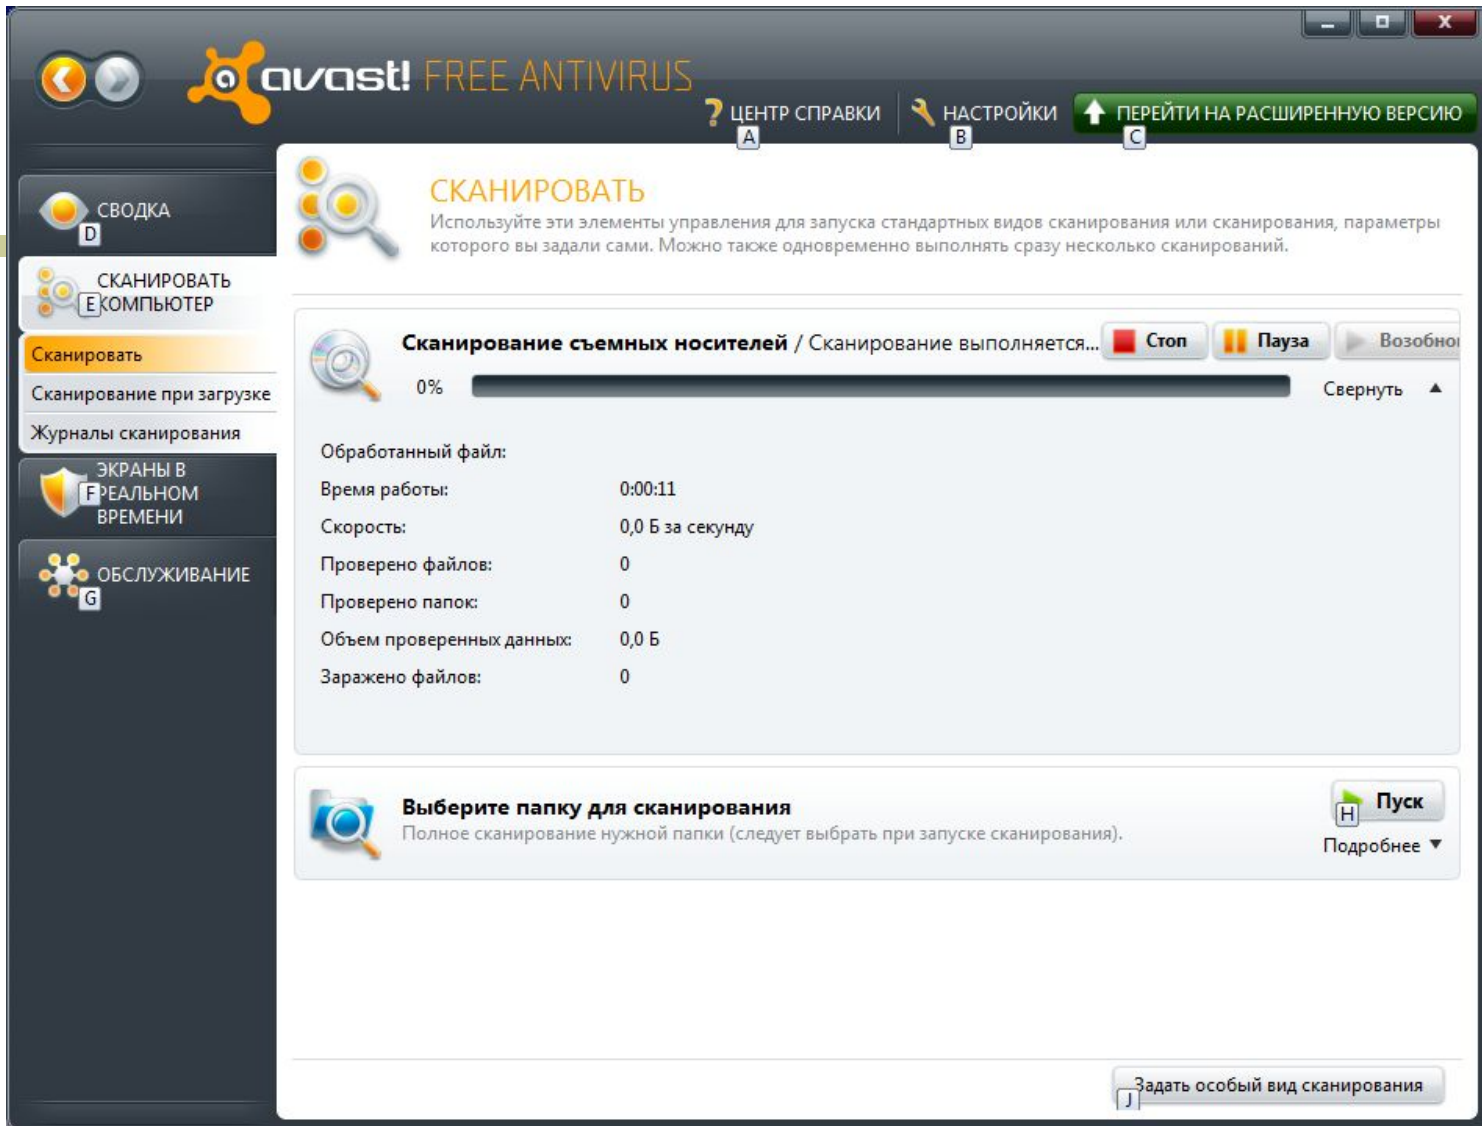 avast! FREE ANTIVIRUS
ЦЕНТР СПРАВКИ
НАСТРОЙКИ
ПЕРЕЙТИ НА РАСШИРЕННУЮ ВЕРСИЮ
A
B
C
СВОДКА
D
СКАНИРОВАТЬ
КОМПЬЮТЕР
E
Сканировать
Сканирование при загрузке
Журналы сканирования
ЭКРАНЫ В
РЕАЛЬНОМ
ВРЕМЕНИ
F
ОБСЛУЖИВАНИЕ
G
СКАНИРОВАТЬ
Используйте эти элементы управления для запуска стандартных видов сканирования или сканирования, параметры
которого вы задали сами. Можно также одновременно выполнять сразу несколько сканирований.
Сканирование съемных носителей / Сканирование выполняется...
Стоп
Пауза
Возобно
0%
Свернуть
Обработанный файл:
Время работы: 0:00:11
Скорость: 0,0 Б за секунду
Проверено файлов: 0
Проверено папок: 0
Объем проверенных данных: 0,0 Б
Заражено файлов: 0
Выберите папку для сканирования
Полное сканирование нужной папки (следует выбрать при запуске сканирования).
Пуск
H
Подробнее
Задать особый вид сканирования
J